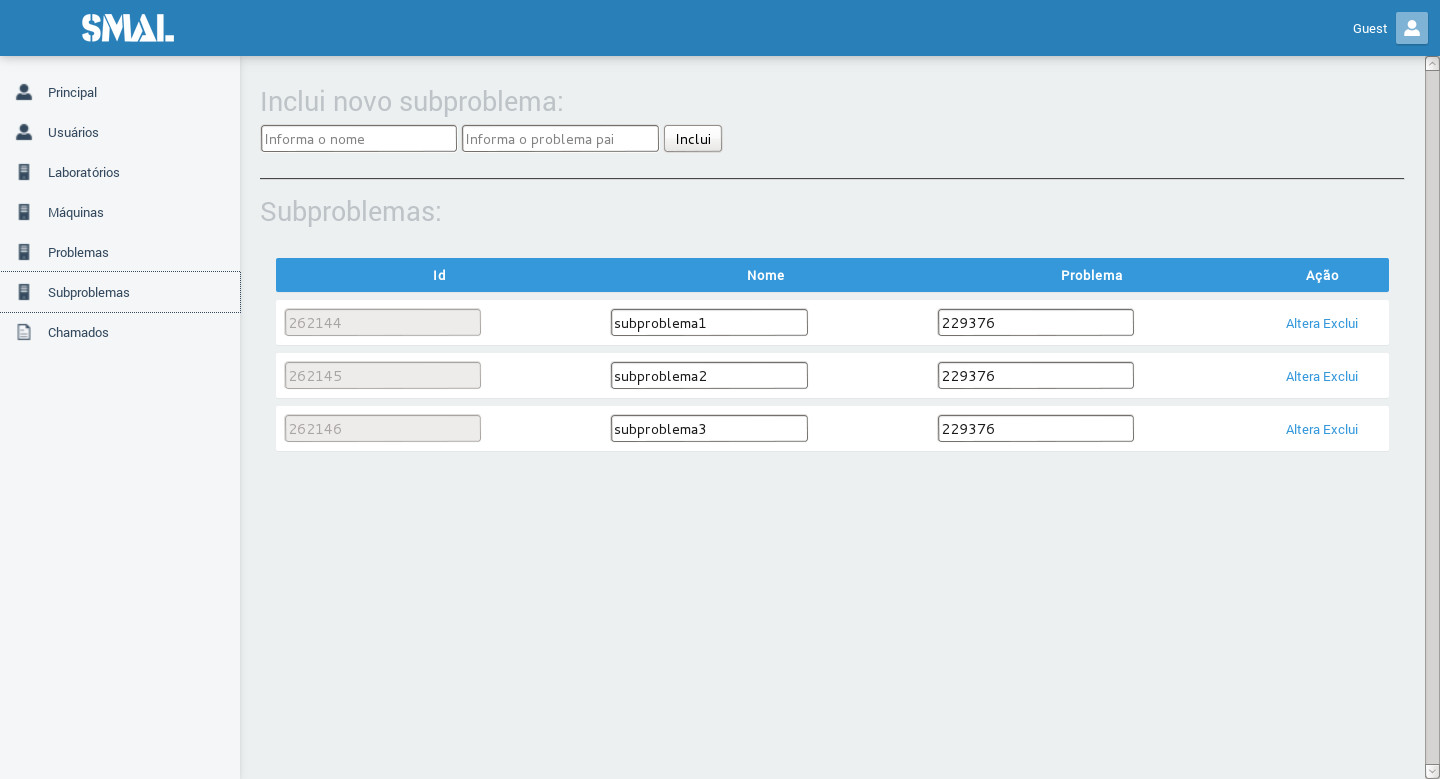 SMAL
Guest
Principal
Usuários
Laboratórios
Máquinas
Problemas
Subproblemas
Chamados
Inclui novo subproblema:
Informa o nome Informa o problema pai Inclui
Subproblemas:
Id Nome Problema Ação
262144 subproblema1 229376 Altera Exclui
262145 subproblema2 229376 Altera Exclui
262146 subproblema3 229376 Altera Exclui